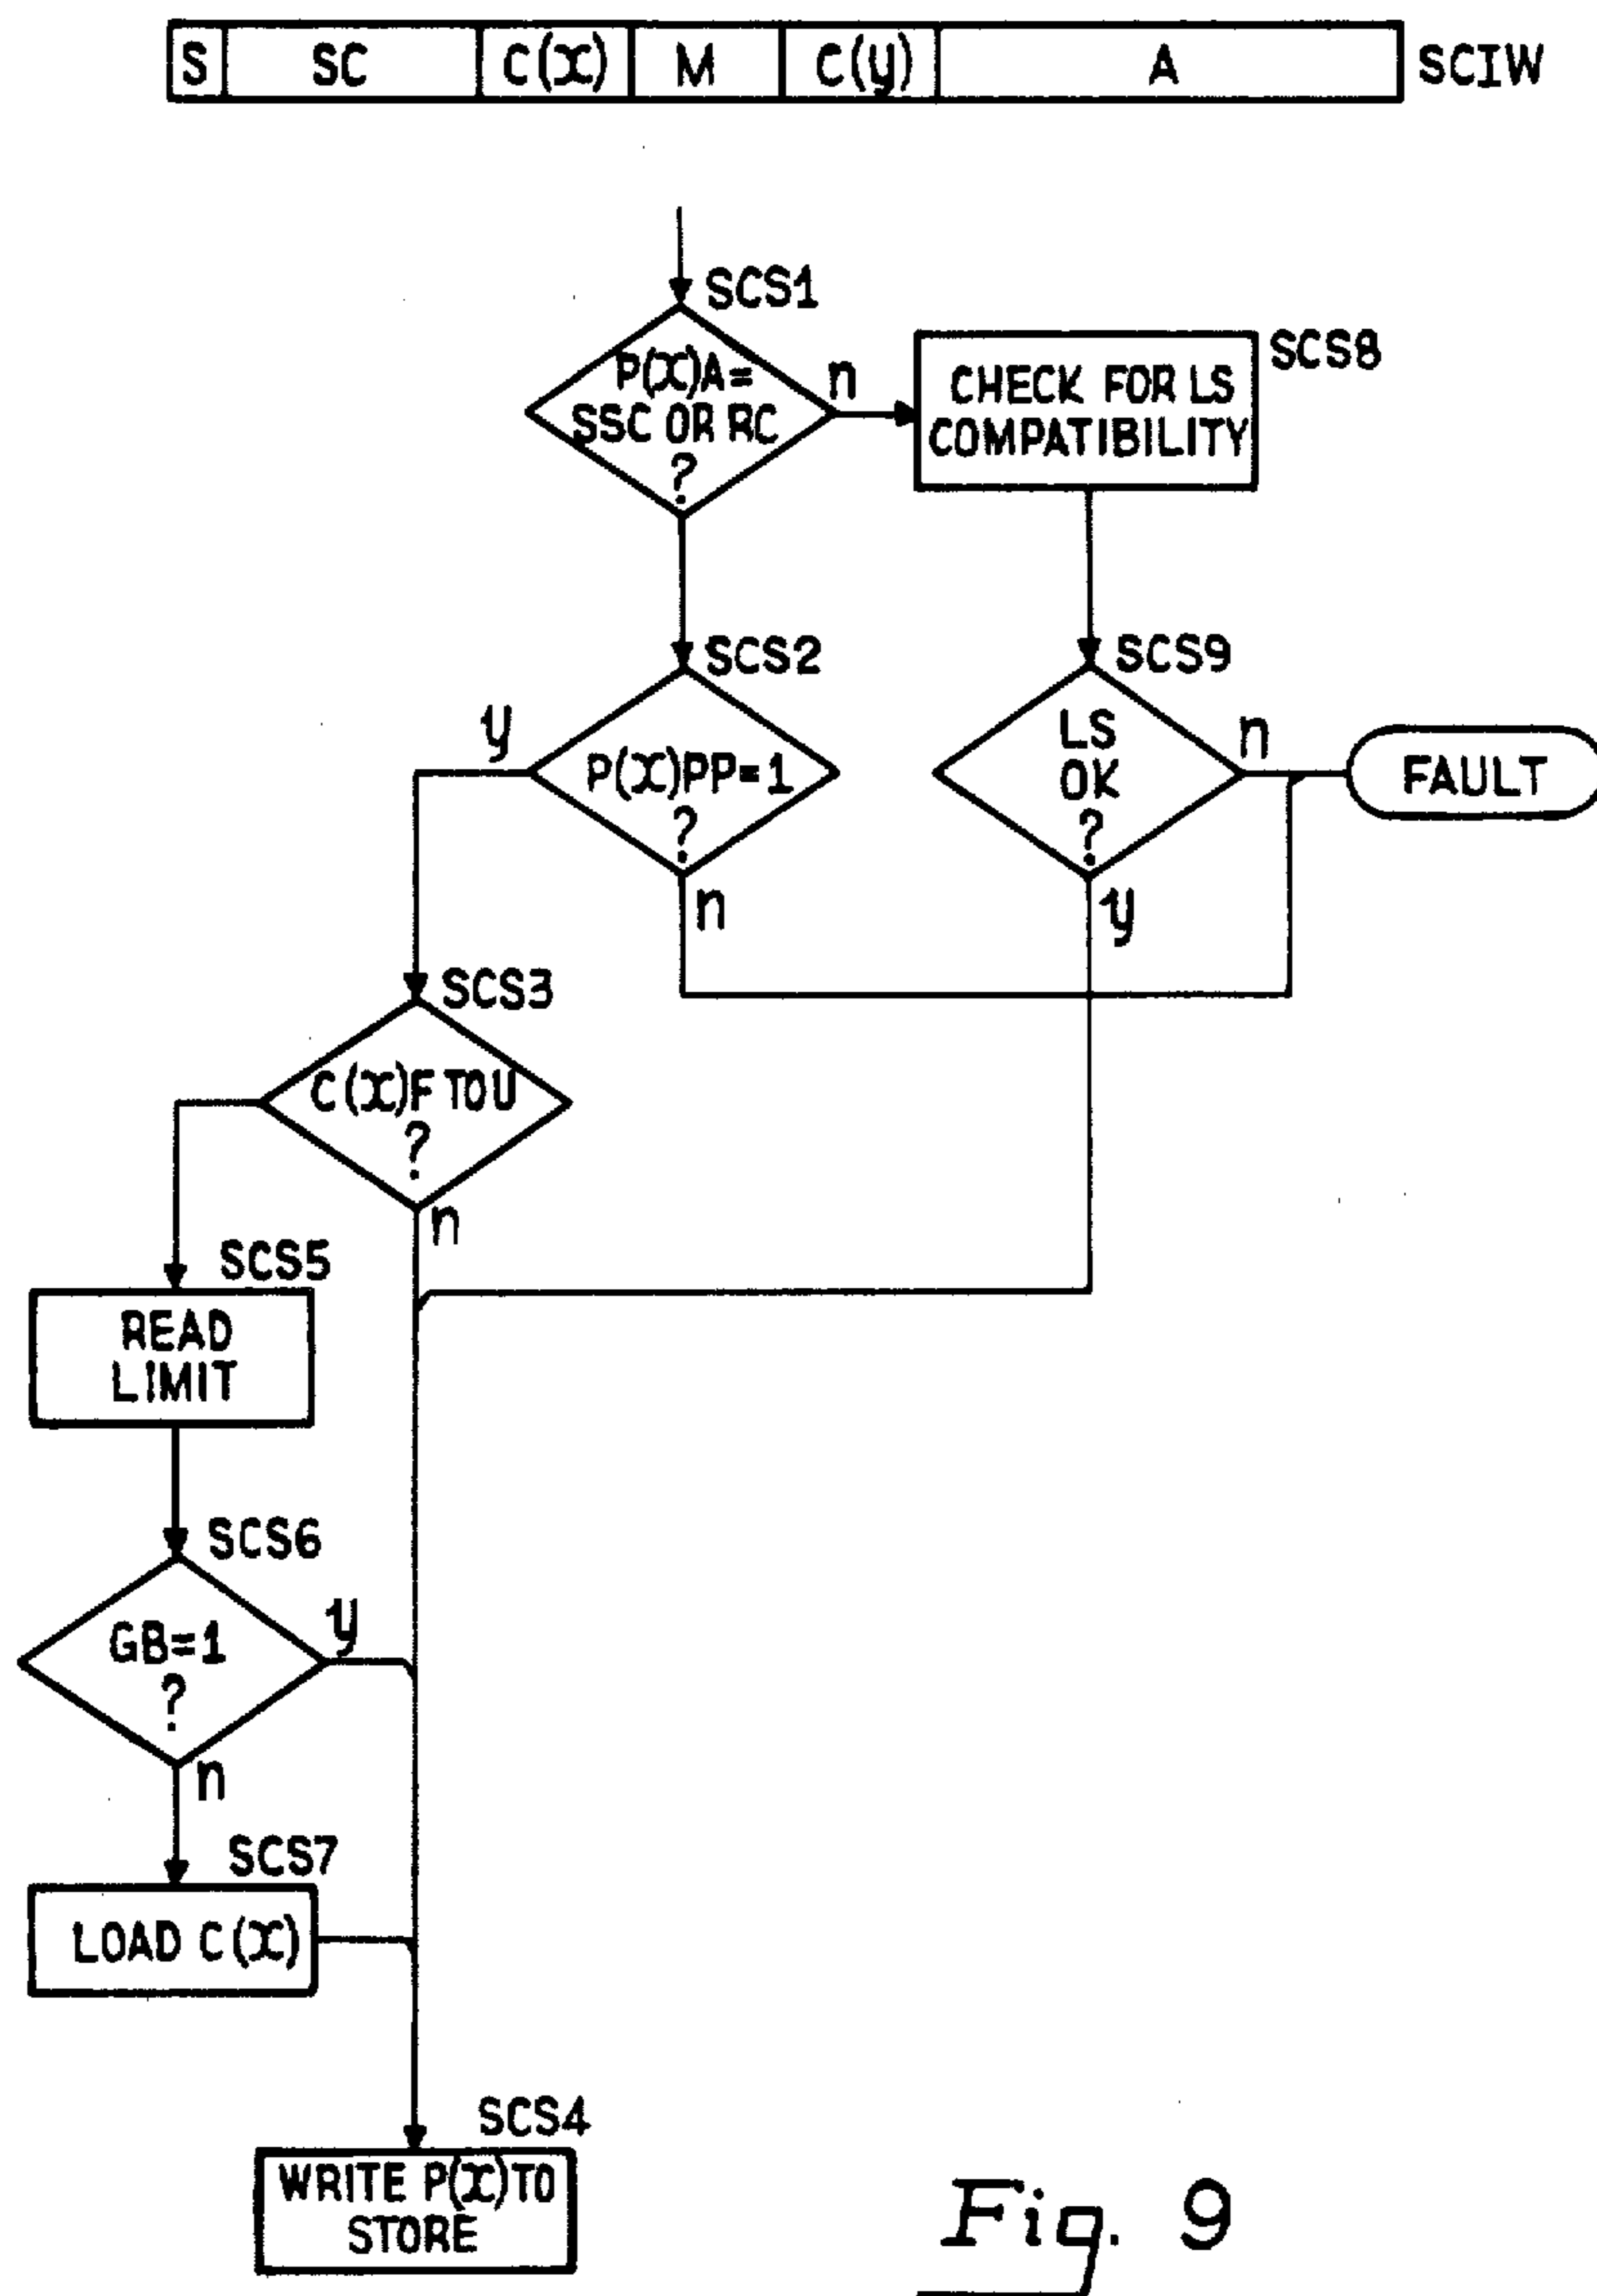 S SC C(x) M C(y) A SCIW
SCS1
P(x)A=
SSC OR RC
?
n
SCS8
CHECK FOR LS
COMPATIBILITY
SCS2
y
P(x)PP=1
?
n
SCS9
LS
OK
?
n
y
FAULT
SCS3
C(x)F TO U
?
n
SCS5
READ
LIMIT
SCS6
GB=1
?
y
n
SCS7
LOAD C(x)
SCS4
WRITE P(x) TO
STORE
Fig. 9